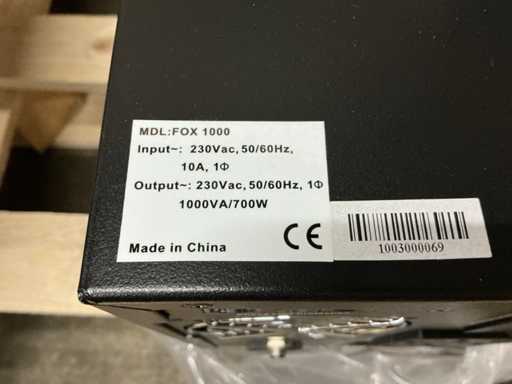 MDL:FOX 1000
Input~: 230Vac, 50/60Hz,
10A, 1Φ
Output~: 230Vac, 50/60Hz, 1Φ
1000VA/700W
Made in China
CE
1003000069